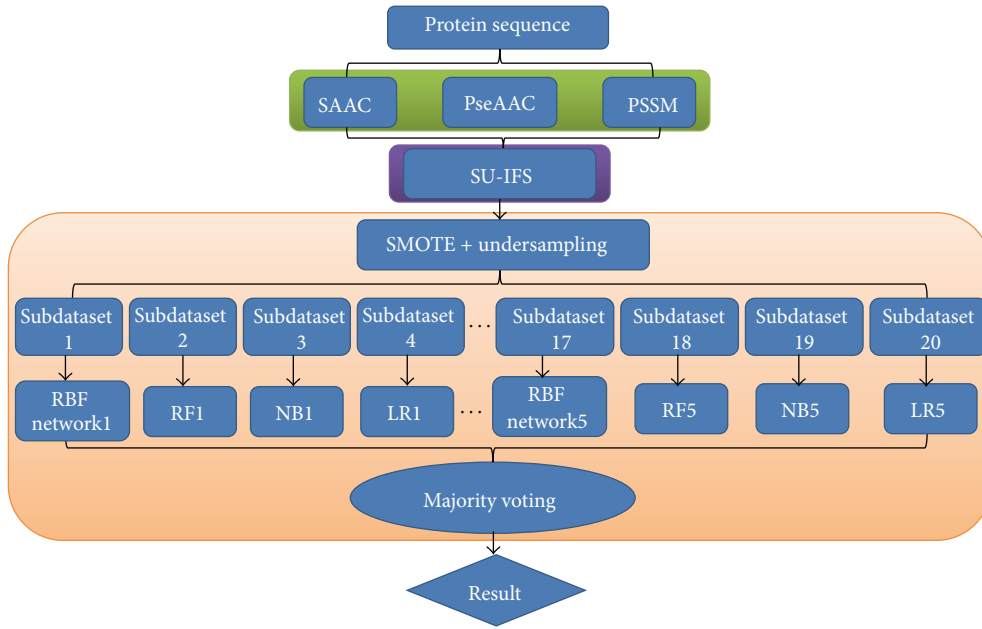 Protein sequence
SAAC
PseAAC
PSSM
SU-IFS
SMOTE + undersampling
Subdataset
1
Subdataset
2
Subdataset
3
Subdataset
4
...
Subdataset
17
Subdataset
18
Subdataset
19
Subdataset
20
RBF
network1
RF1
NB1
LR1
...
RBF
network5
RF5
NB5
LR5
Majority voting
Result